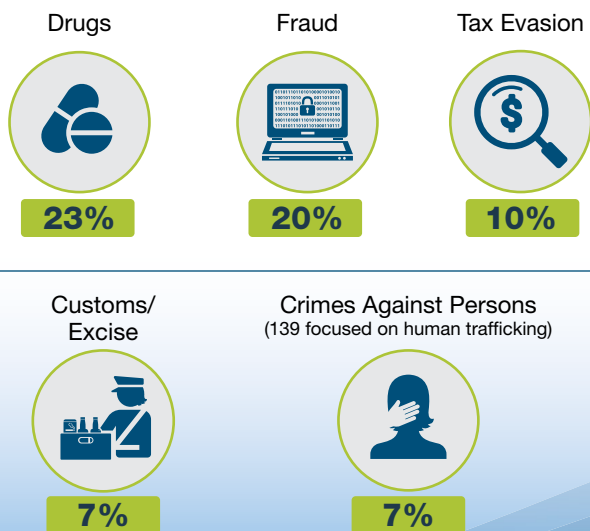 Drugs
Fraud
Tax Evasion
23%
20%
10%
Customs/
Excise
Crimes Against Persons
(139 focused on human trafficking)
7%
7%